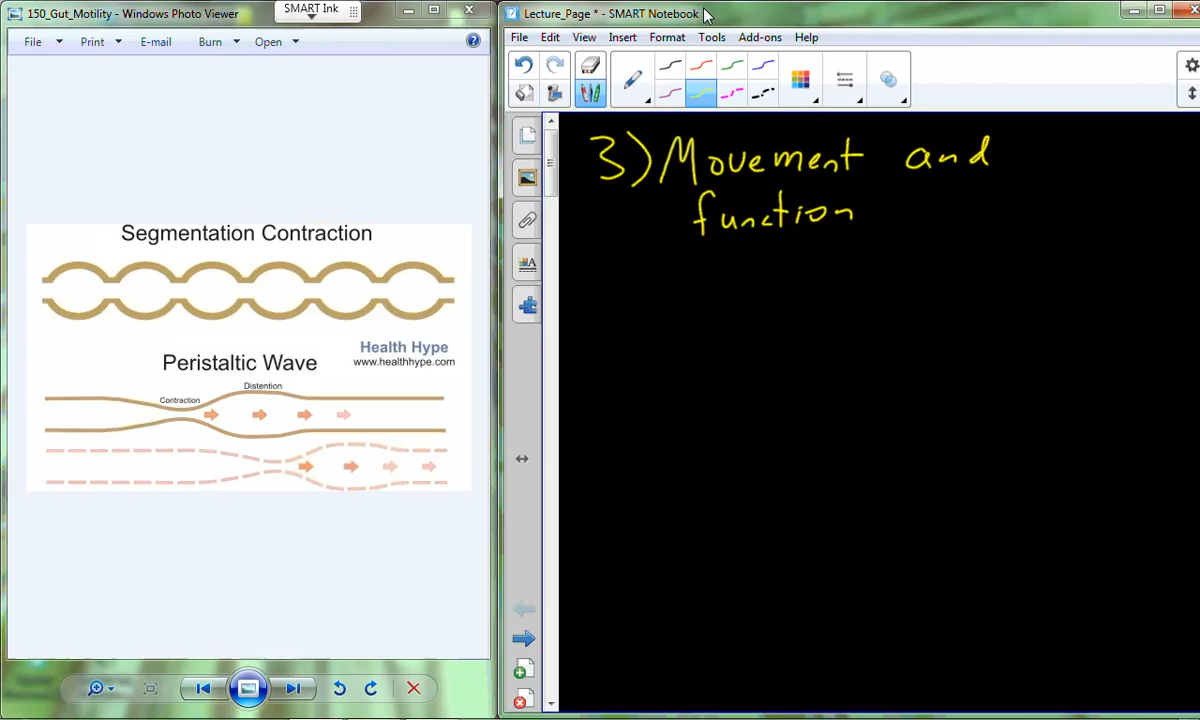 150_Gut_Motility - Windows Photo Viewer
SMART Ink
File Print E-mail Burn Open
Segmentation Contraction
Health Hype
www.healthhype.com
Peristaltic Wave
Distention
Contraction
Lecture_Page * - SMART Notebook
File Edit View Insert Format Tools Add-ons Help
3) Movement and
function